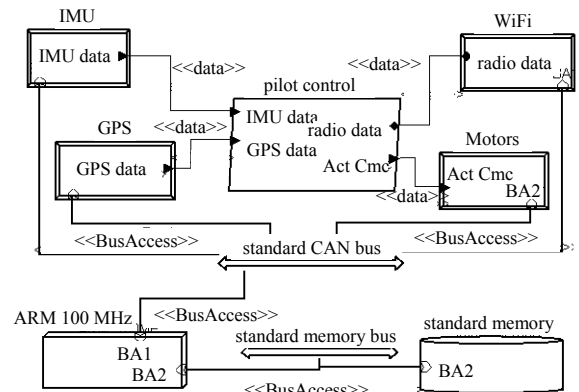 IMU
WiFi
IMU data
<<data>>
<<data>>
radio data
pilot control
GPS
<<data>>
IMU data
radio data
Motors
GPS data
GPS data
Act Cmc
Act Cmc
<<data>>
BA2
<<BusAccess>>
standard CAN bus
<<BusAccess>>
ARM 100 MHz
<<BusAccess>>
standard memory bus
standard memory
BA1
BA2
BA2
<<BusAccess>>